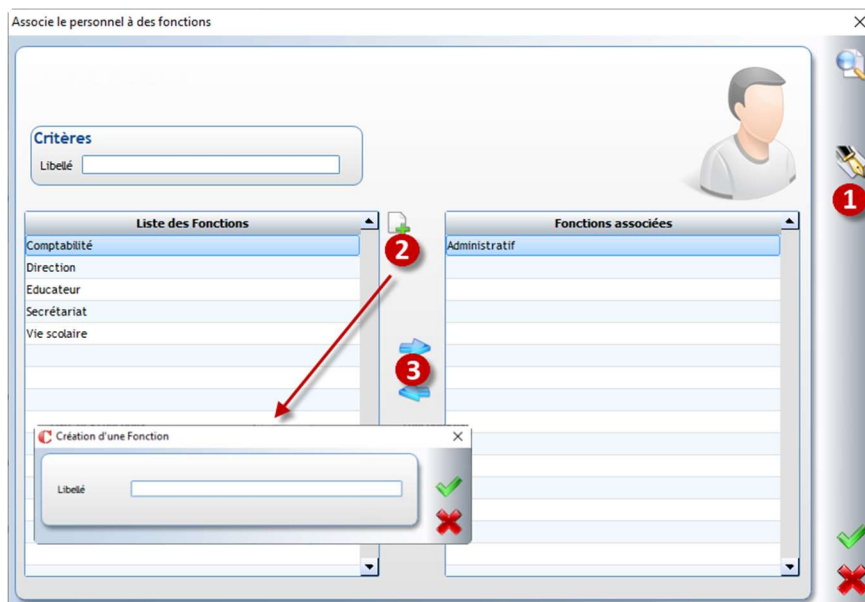 Associe le personnel à des fonctions
Critères
Libellé
1
Liste des Fonctions
Fonctions associées
2
Comptabilité
Administratif
Direction
Educateur
Secrétariat
Vie scolaire
3
Création d'une Fonction
Libellé